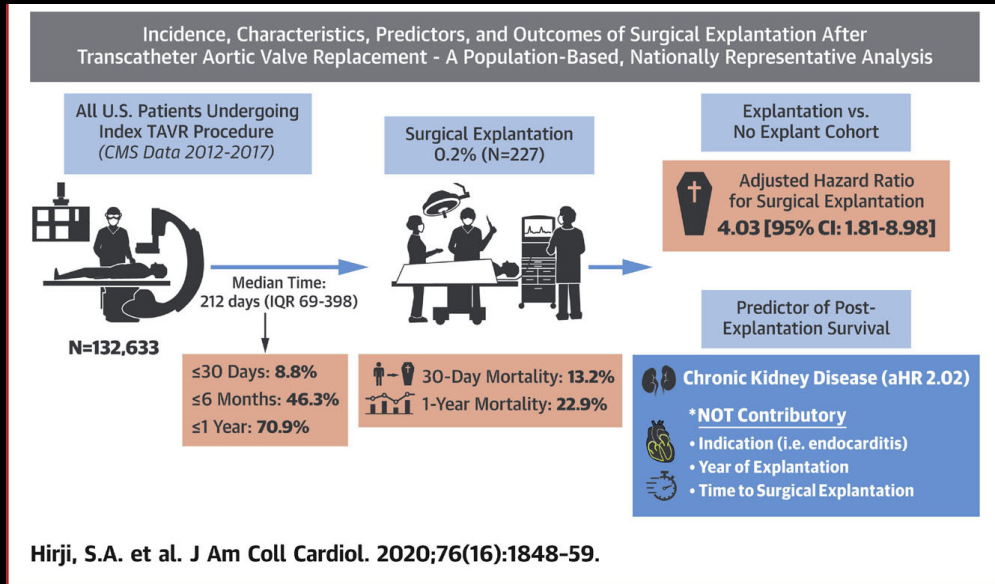 Incidence, Characteristics, Predictors, and Outcomes of Surgical Explantation After
Transcatheter Aortic Valve Replacement - A Population-Based, Nationally Representative Analysis
All U.S. Patients Undergoing
Index TAVR Procedure
(CMS Data 2012-2017)
N=132,633
Median Time:
212 days (IQR 69-398)
≤30 Days: 8.8%
≤6 Months: 46.3%
≤1 Year: 70.9%
Surgical Explantation
0.2% (N=227)
30-Day Mortality: 13.2%
1-Year Mortality: 22.9%
Explantation vs.
No Explant Cohort
Adjusted Hazard Ratio
for Surgical Explantation
4.03 [95% CI: 1.81-8.98]
Predictor of Post-
Explantation Survival
Chronic Kidney Disease (aHR 2.02)
*NOT Contributory
• Indication (i.e. endocarditis)
• Year of Explantation
• Time to Surgical Explantation
Hirji, S.A. et al. J Am Coll Cardiol. 2020;76(16):1848-59.